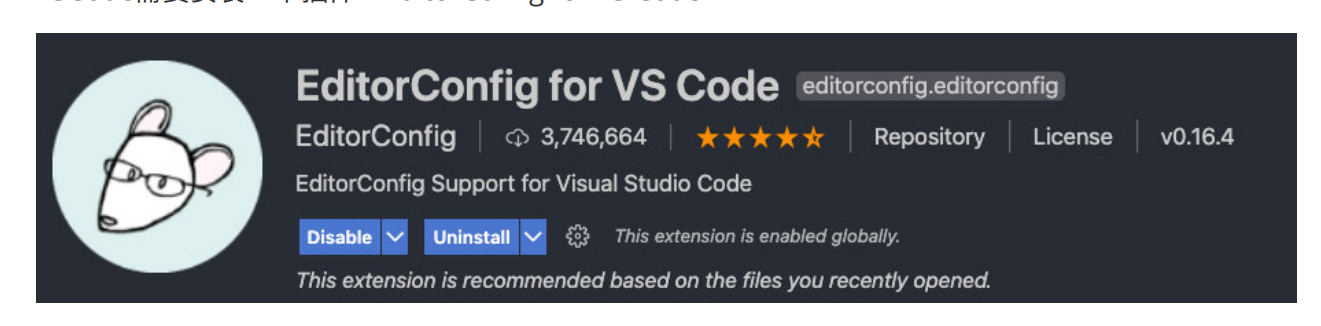 EditorConfig for VS Code editorconfig.editorconfig
EditorConfig 3,746,664 Repository License v0.16.4
EditorConfig Support for Visual Studio Code
Disable Uninstall This extension is enabled globally.
This extension is recommended based on the files you recently opened.